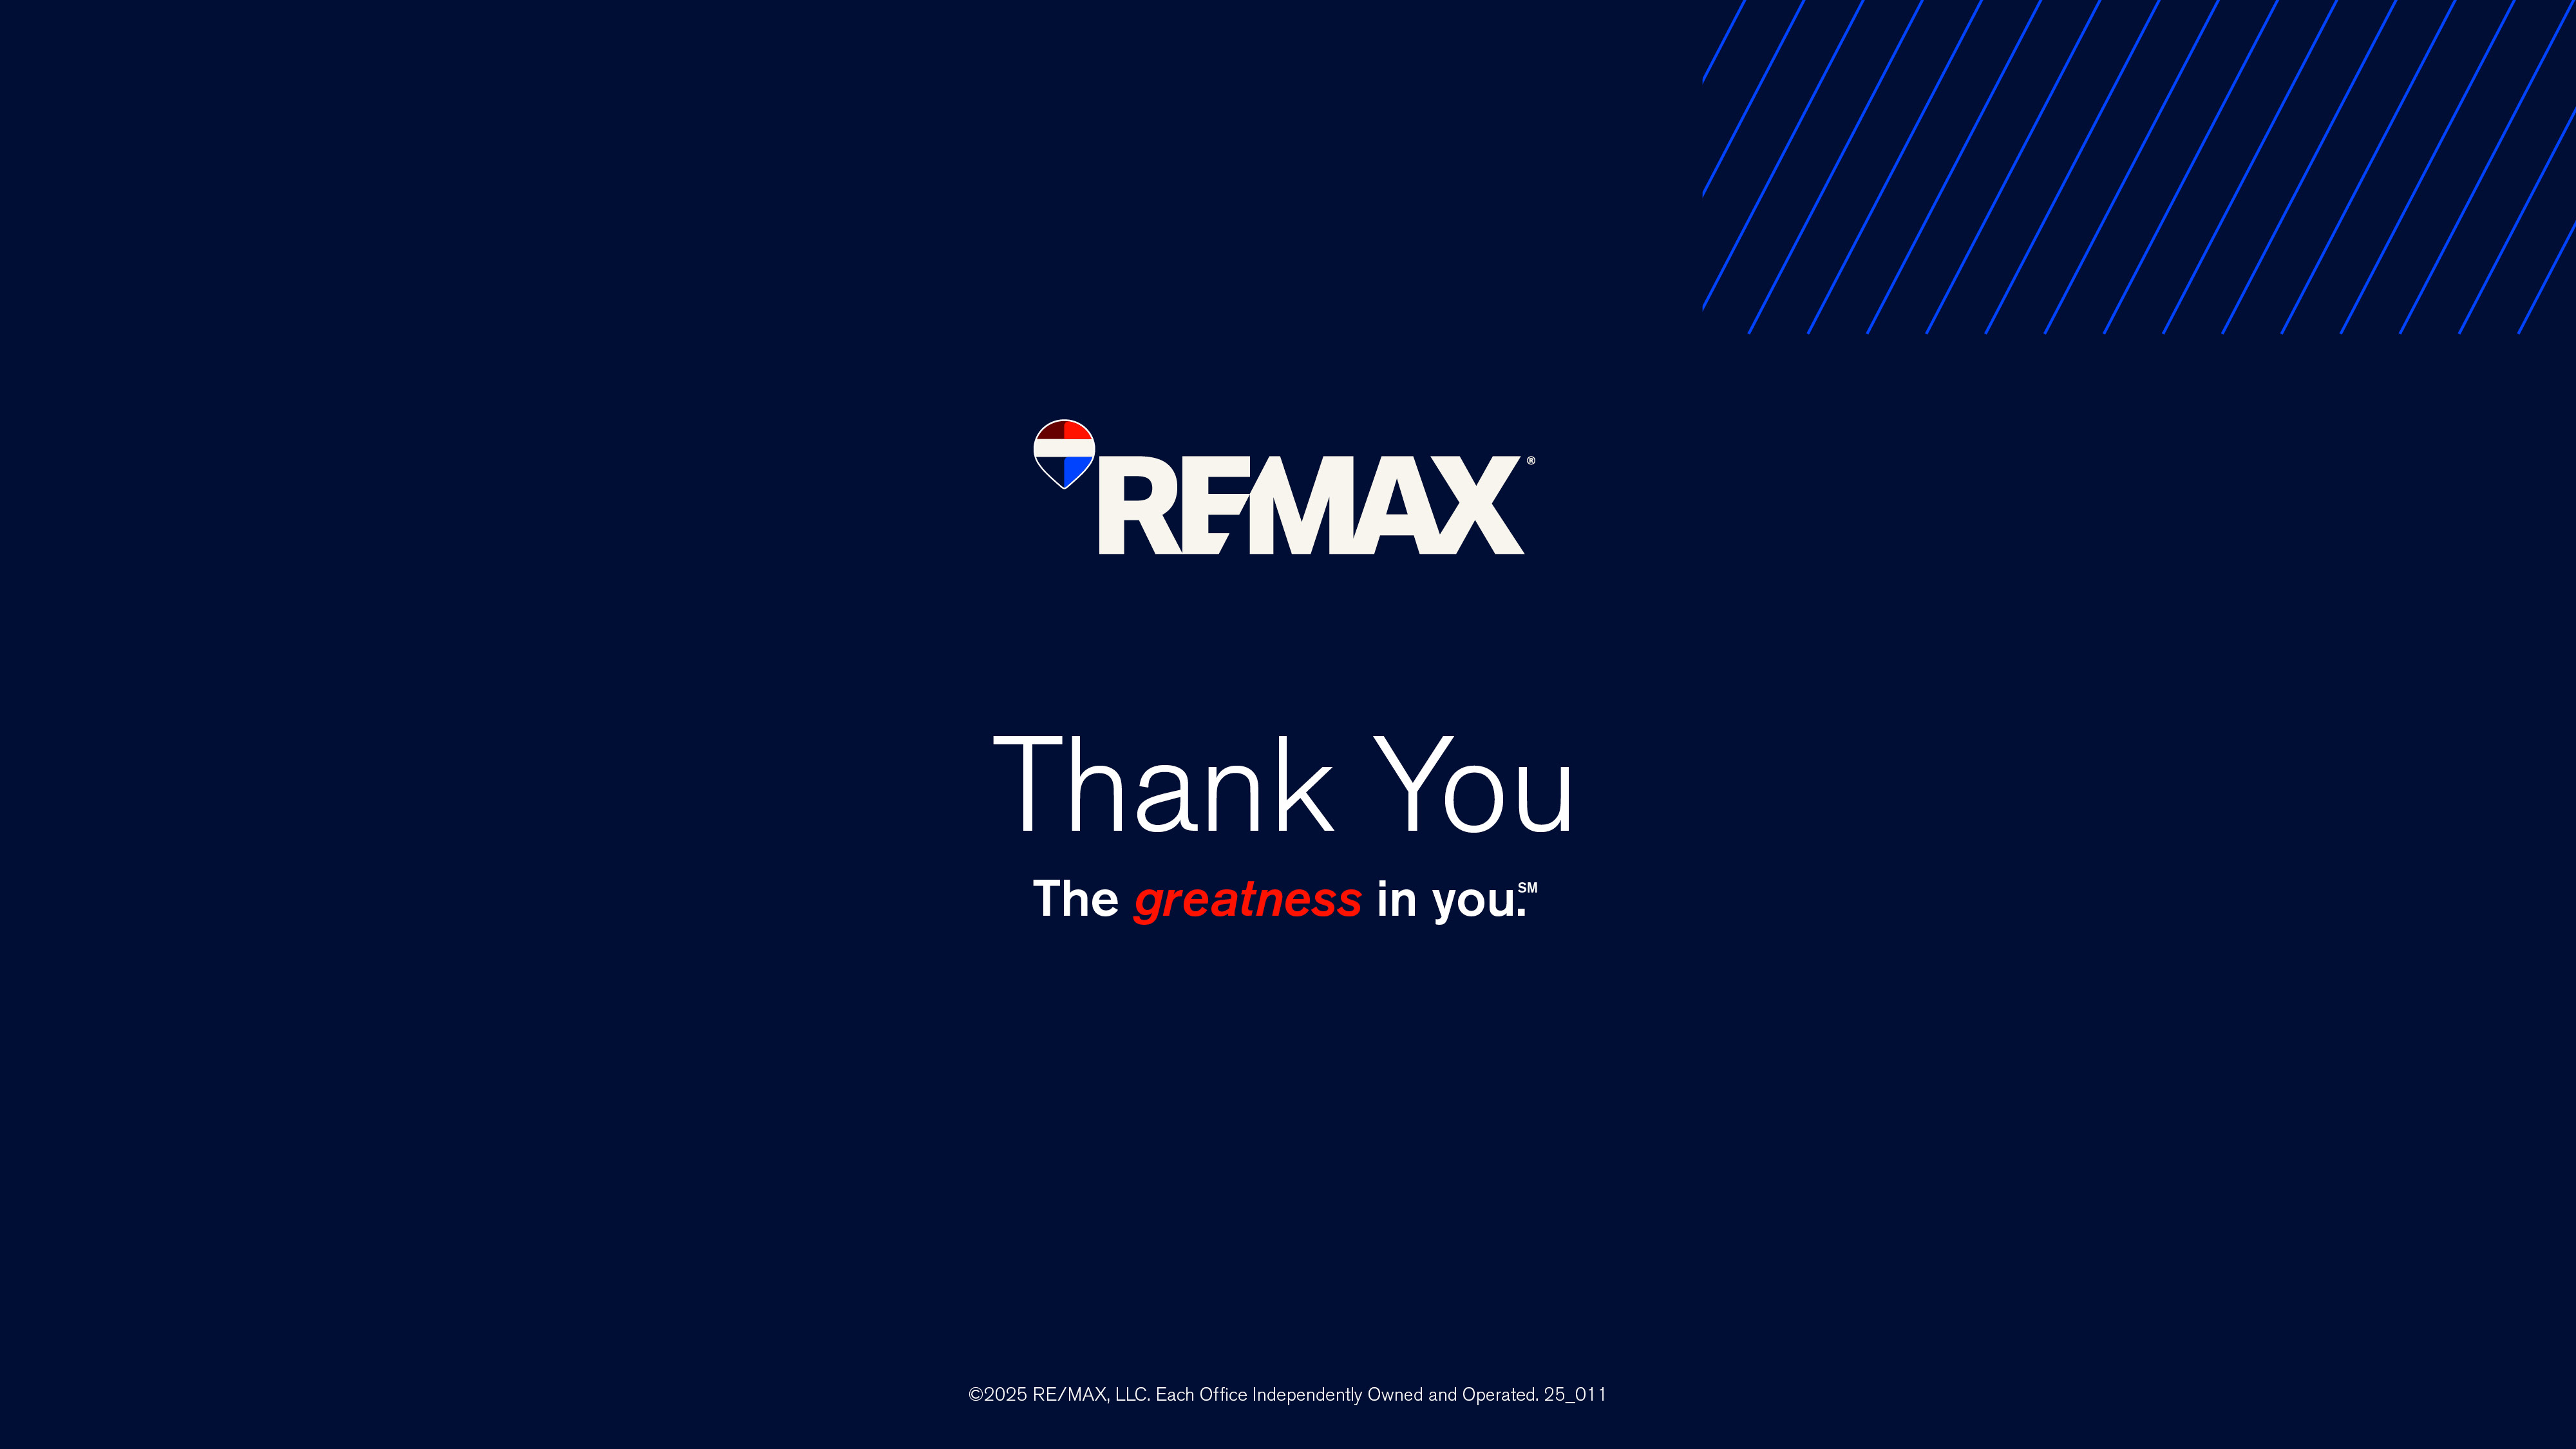 RE/MAX®
Thank You
The greatness in you.℠
©2025 RE/MAX, LLC. Each Office Independently Owned and Operated. 25_011